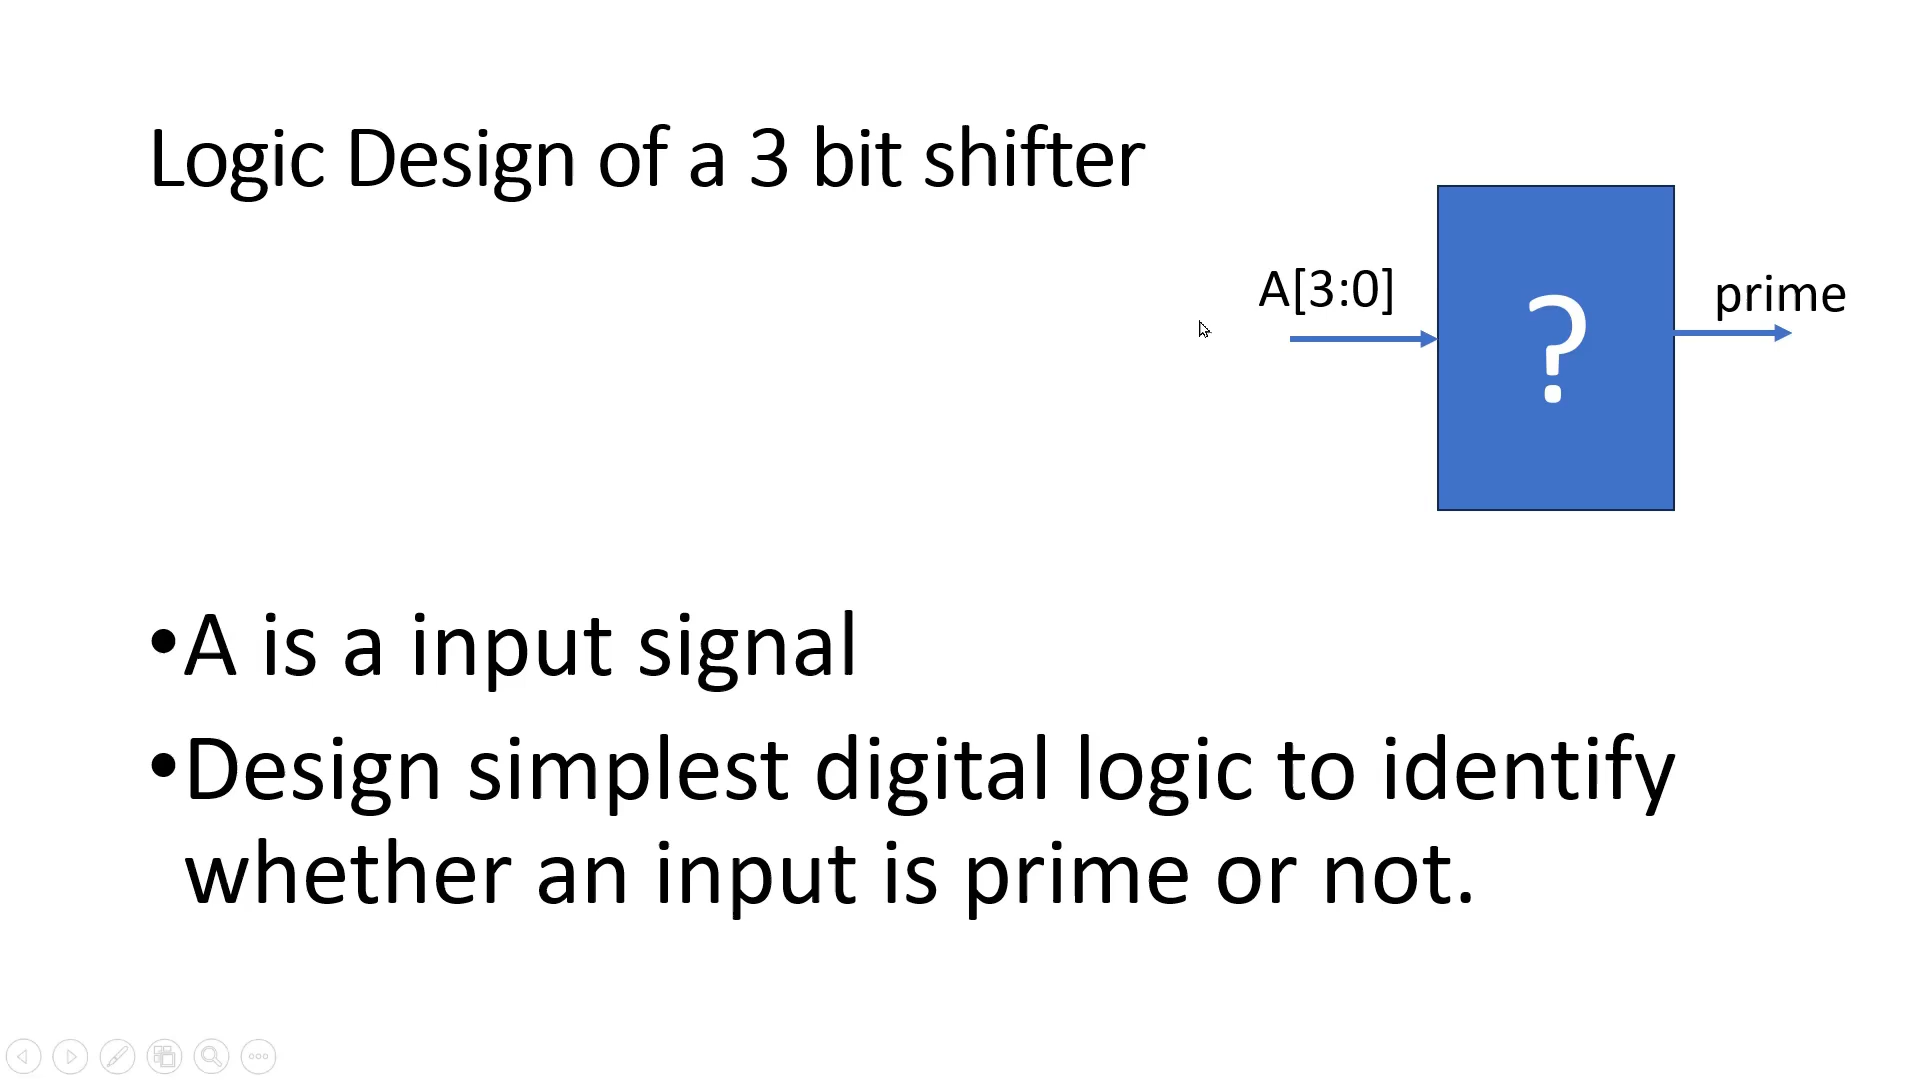 Logic Design of a 3 bit shifter
A[3:0]
?
prime
•A is a input signal
•Design simplest digital logic to identify
whether an input is prime or not.